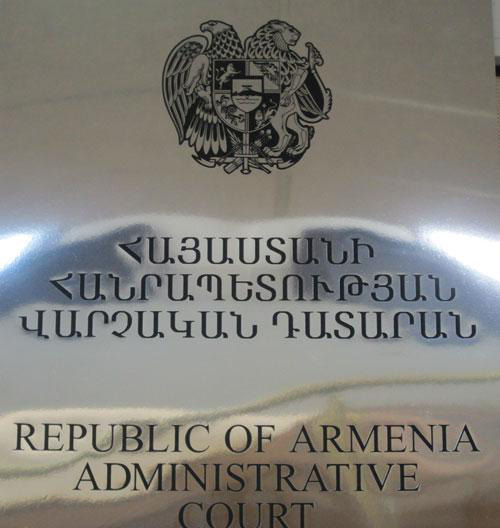 ՀԱՅԱՍՏԱՆԻ
ՀԱՆՐԱՊԵՏՈՒԹՅԱՆ
ՎԱՐՉԱԿԱՆ ԴԱՏԱՐԱՆ
REPUBLIC OF ARMENIA
ADMINISTRATIVE
COURT